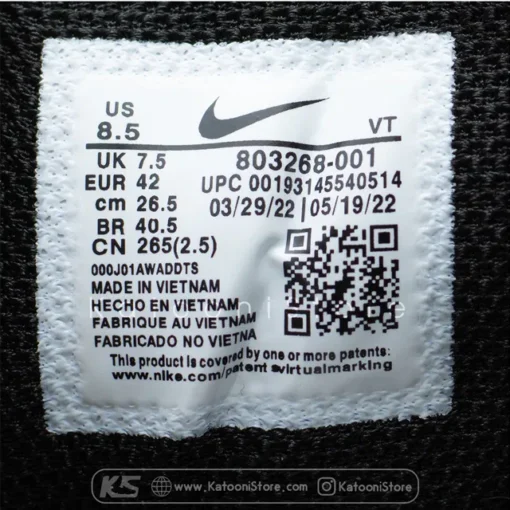 US
8.5
VT
UK 7.5
803268-001
EUR 42
UPC 00193145540514
cm 26.5
03/29/22 | 05/19/22
BR 40.5
CN 265(2.5)
000J01AWADDTS
MADE IN VIETNAM
HECHO EN VIETNAM
FABRIQUE AU VIETNAM
FABRICADO NO VIETNA
This product is covered by one or more patents:
www.nike.com/patents virtualmarking
KS www.KatooniStore.com KatooniStore